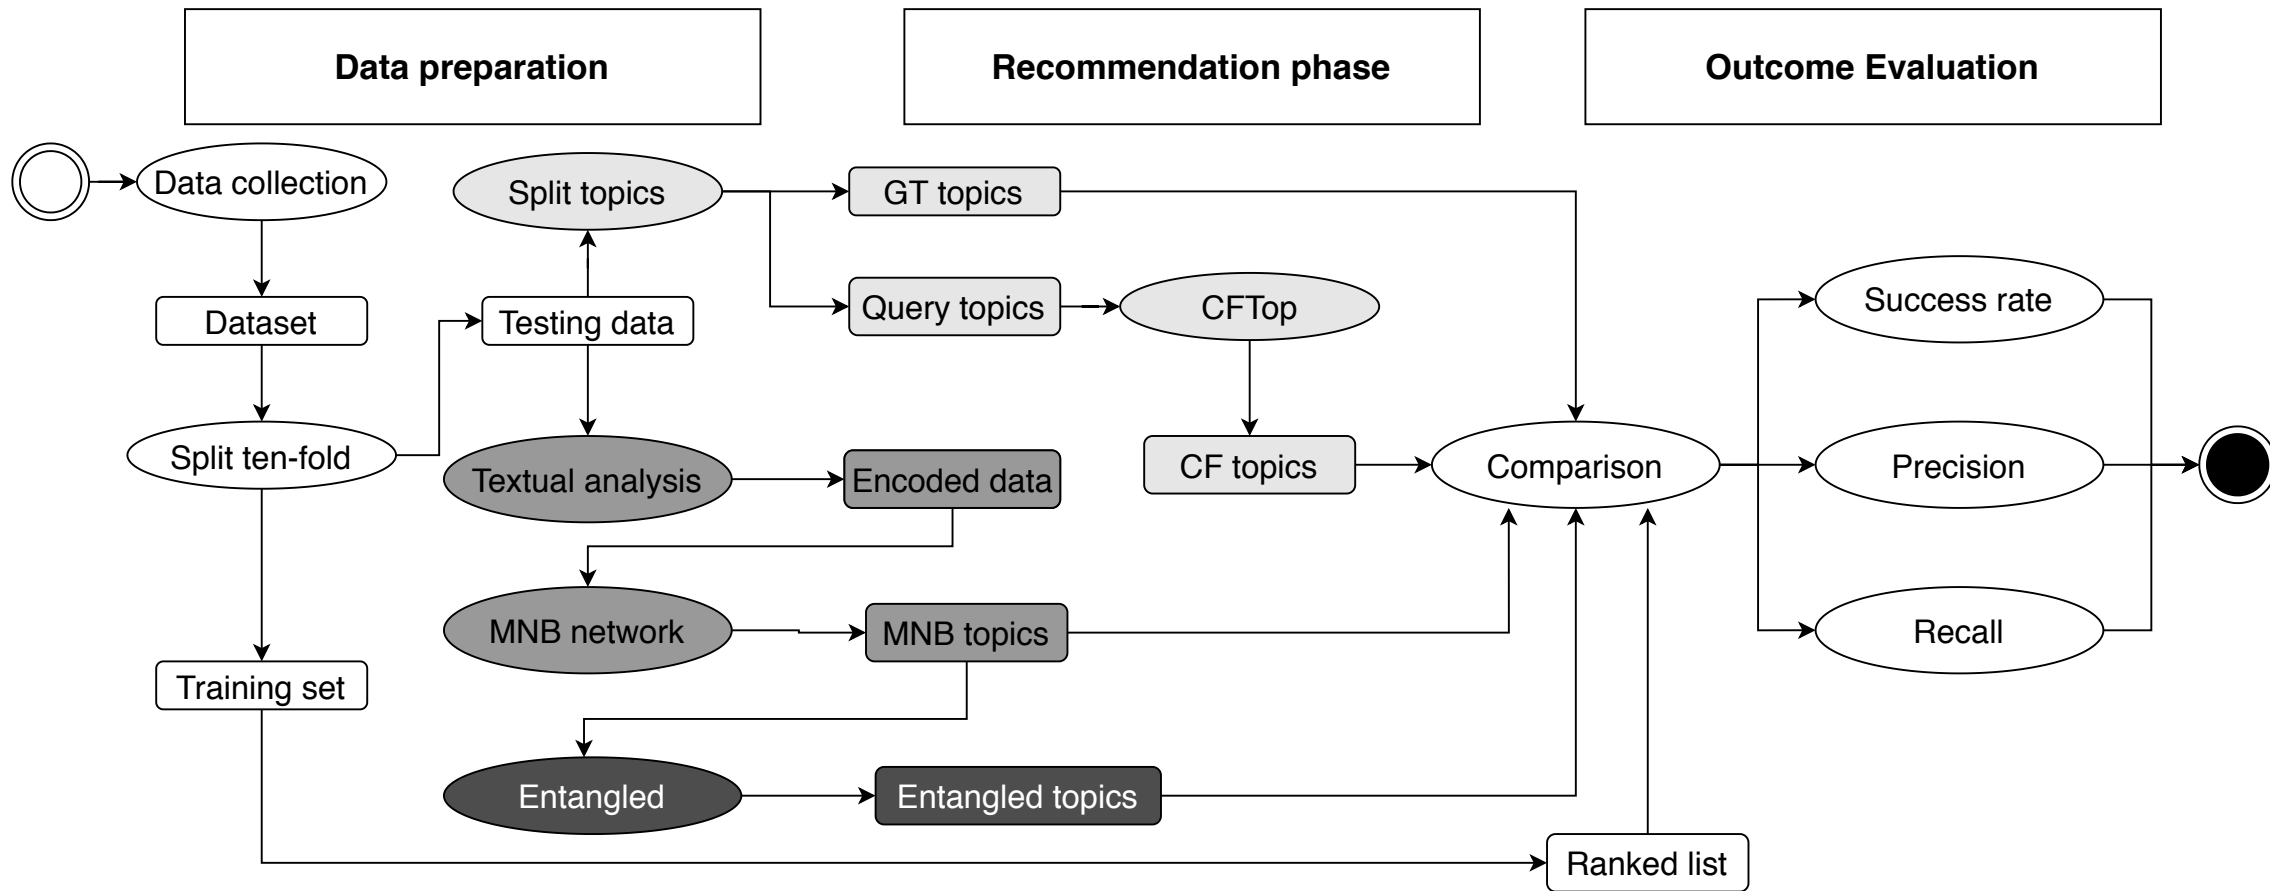 Data preparation
Recommendation phase
Outcome Evaluation
Data collection
Split topics
GT topics
Dataset
Testing data
Query topics
CFTop
Success rate
Split ten-fold
Textual analysis
Encoded data
CF topics
Comparison
Precision
MNB network
MNB topics
Recall
Training set
Entangled
Entangled topics
Ranked list